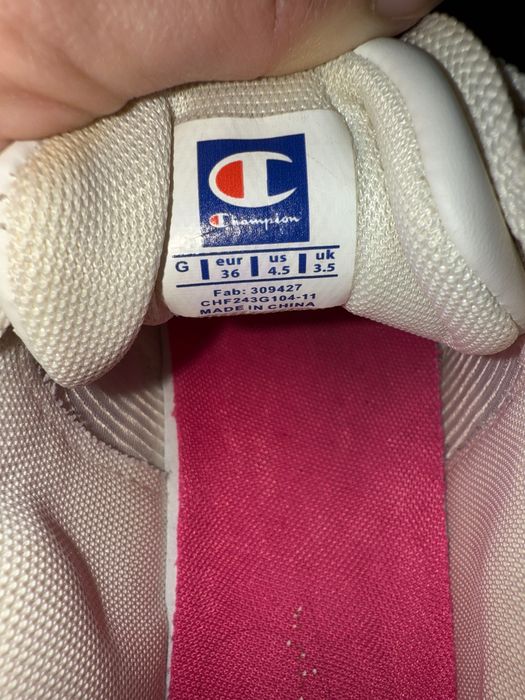 Champion
G | eur | us | uk
36 | 4.5 | 3.5
Fab: 309427
CHF243G104-11
MADE IN CHINA